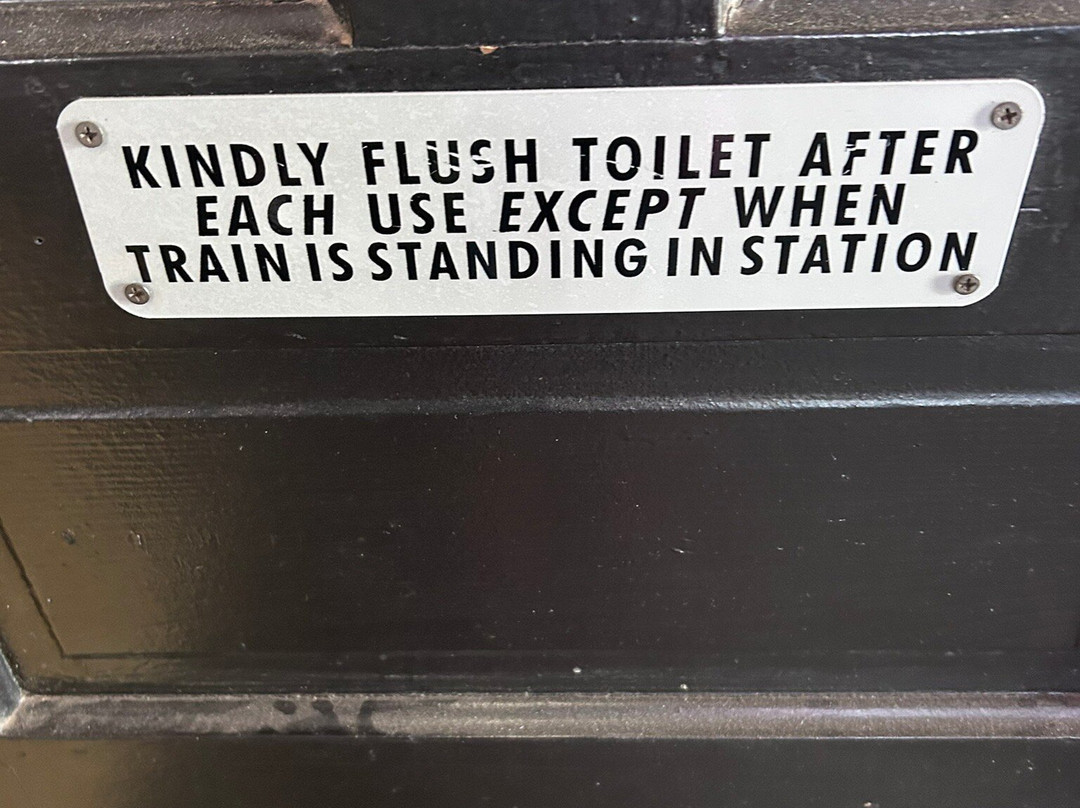 KINDLY FLUSH TOILET AFTER
EACH USE EXCEPT WHEN
TRAIN IS STANDING IN STATION